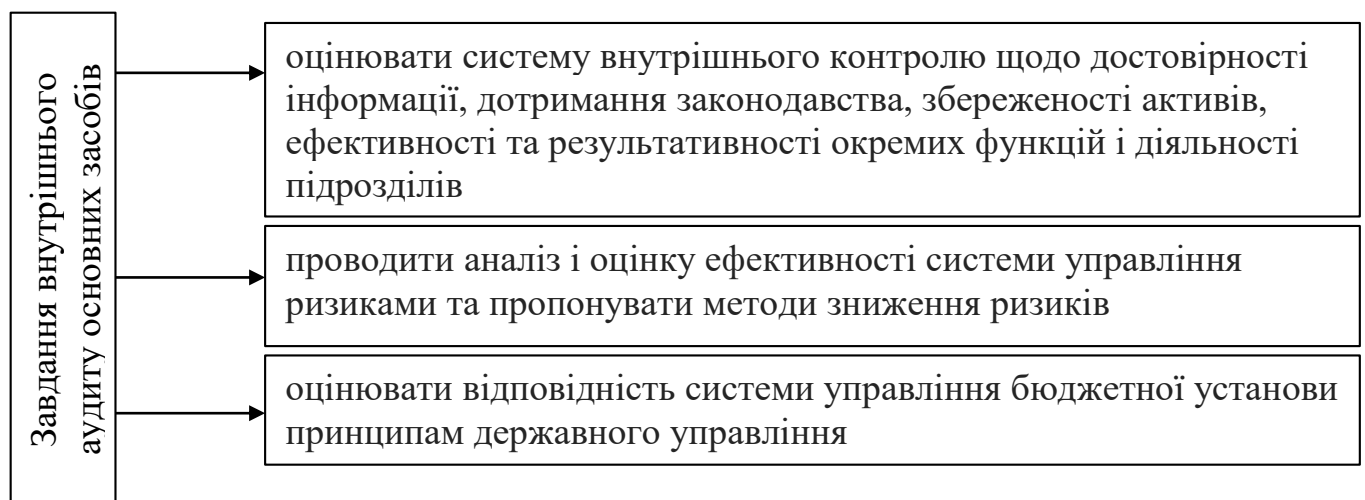 Завдання внутрішнього
аудиту основних засобів
оцінювати систему внутрішнього контролю щодо достовірності
інформації, дотримання законодавства, збереженості активів,
ефективності та результативності окремих функцій і діяльності
підрозділів
проводити аналіз і оцінку ефективності системи управління
ризиками та пропонувати методи зниження ризиків
оцінювати відповідність системи управління бюджетної установи
принципам державного управління